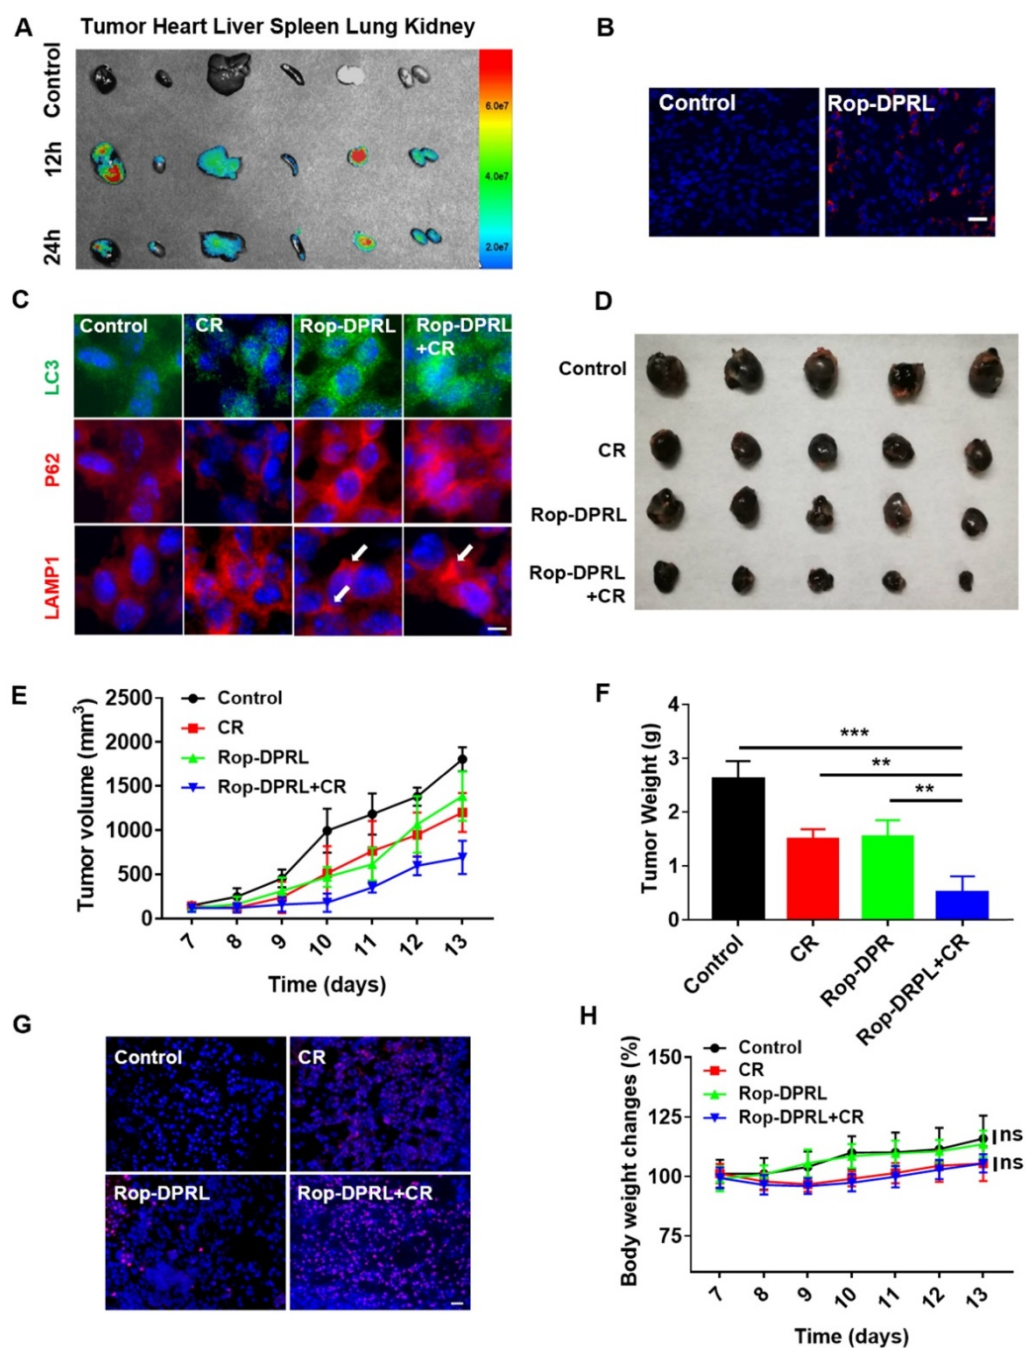 A
Tumor Heart Liver Spleen Lung Kidney
Control
12h
24h
6.0e7
4.0e7
2.0e7
B
Control
Rop-DPRL
C
Control
CR
Rop-DPRL
Rop-DPRL
+CR
LC3
P62
LAMP1
D
Control
CR
Rop-DPRL
Rop-DPRL
+CR
E
Tumor volume (mm³)
2500
2000
1500
1000
500
0
Control
CR
Rop-DPRL
Rop-DPRL+CR
7 8 9 10 11 12 13
Time (days)
F
Tumor Weight (g)
4
3
2
1
0
***
**
**
Control
CR
Rop-DPR
Rop-DRPL+CR
G
Control
CR
Rop-DPRL
Rop-DPRL+CR
H
Body weight changes (%)
150
125
100
75
Control
CR
Rop-DPRL
Rop-DPRL+CR
ns
ns
7 8 9 10 11 12 13
Time (days)